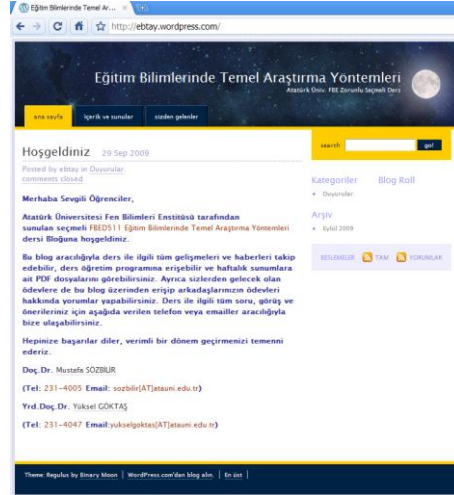 Eğitim Bilimlerinde Temel Ar...
http://ebtay.wordpress.com/
Eğitim Bilimlerinde Temel Araştırma Yöntemleri
Atatürk Üniv. FBE Zorunlu Seçmeli Ders
ana sayfa
içerik ve sunular
sizden gelenler
search
go!
Hoşgeldiniz 29 Sep 2009
Posted by ebtay in Duyurular.
comments closed
Merhaba Sevgili Öğrenciler,
Atatürk Üniversitesi Fen Bilimleri Enstitüsü tarafından
sunulan seçmeli FBED511 Eğitim Bilimlerinde Temel Araştırma Yöntemleri
dersi Bloğuna hoşgeldiniz.
Bu blog aracılığıyla ders ile ilgili tüm gelişmeleri ve haberleri takip
edebilir, ders öğretim programına erişebilir ve haftalık sunumlara
ait PDF dosyalarını görebilirsiniz. Ayrıca sizlerden gelecek olan
ödevlere de bu blog üzerinden erişip arkadaşlarınızın ödevleri
hakkında yorumlar yapabilirsiniz. Ders ile ilgili tüm soru, görüş ve
önerileriniz için aşağıda verilen telefon veya emailler aracılığıyla
bize ulaşabilirsiniz.
Hepinize başarılar diler, verimli bir dönem geçirmenizi temenni
ederiz.
Doç.Dr. Mustafa SÖZBİLİR
(Tel: 231-4005 Email: sozbilir[AT]atauni.edu.tr)
Yrd.Doç.Dr. Yüksel GÖKTAŞ
(Tel: 231-4047 Email:yukselgoktas[AT]atauni.edu.tr)
Kategoriler
Duyurular
Blog Roll
Arşiv
Eylül 2009
BESLEMELER TAM YORUMLAR
Theme: Regulus by Binary Moon | WordPress.com'dan blog alın. | En üst |